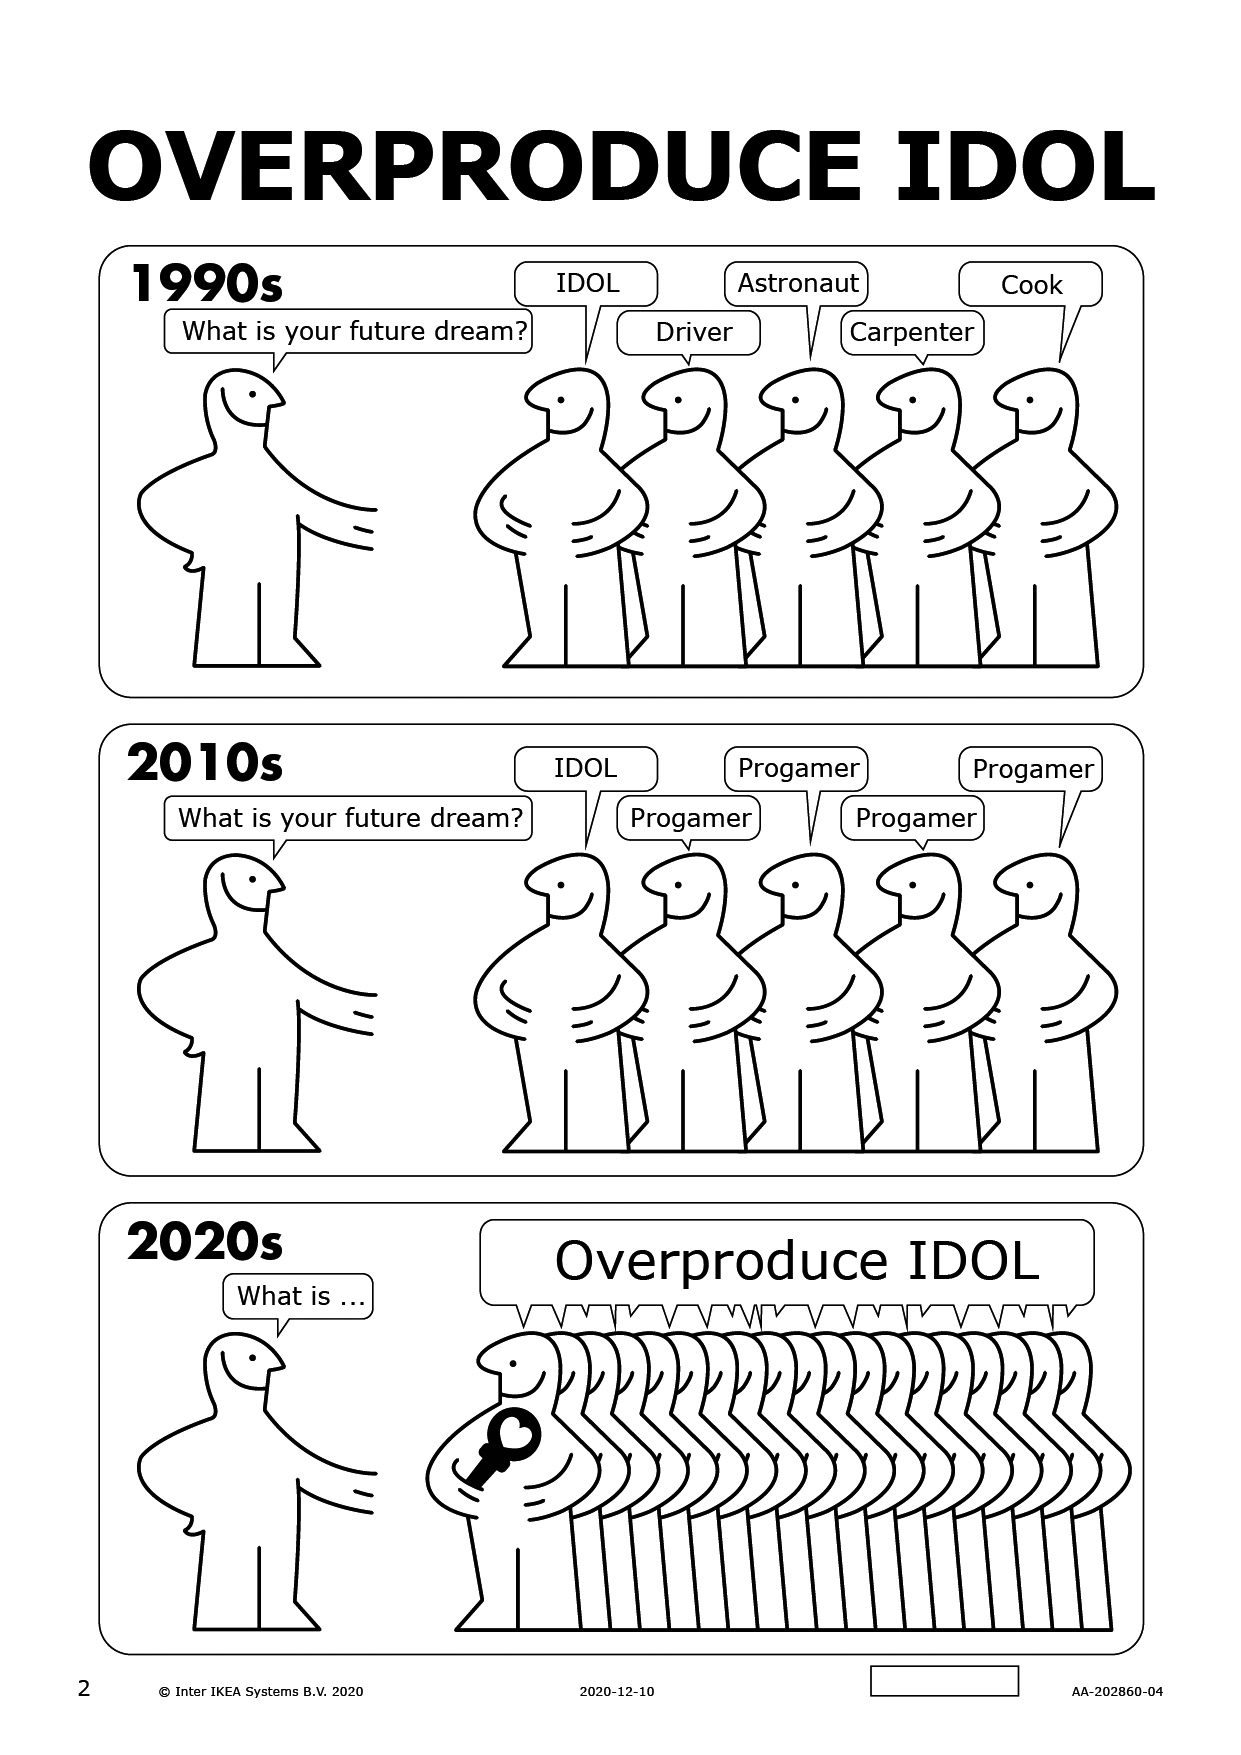 OVERPRODUCE IDOL
1990s
What is your future dream?
IDOL
Driver
Astronaut
Carpenter
Cook
2010s
What is your future dream?
IDOL
Progamer
Progamer
Progamer
Progamer
2020s
What is ...
Overproduce IDOL
2
© Inter IKEA Systems B.V. 2020
2020-12-10
AA-202860-04